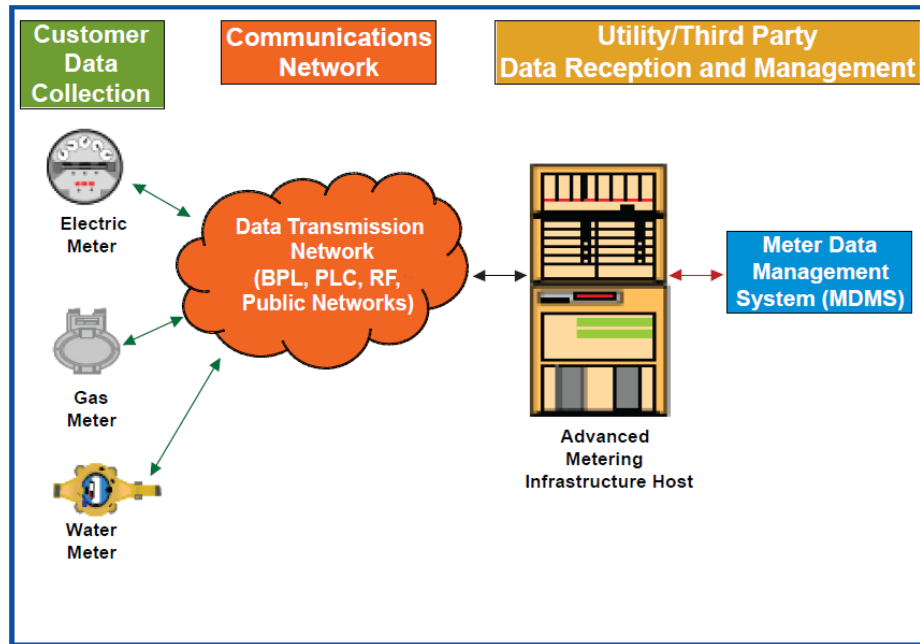 Customer
Data
Collection
Communications
Network
Utility/Third Party
Data Reception and Management
Electric
Meter
Data Transmission
Network
(BPL, PLC, RF,
Public Networks)
Meter Data
Management
System (MDMS)
Gas
Meter
Advanced
Metering
Infrastructure Host
Water
Meter